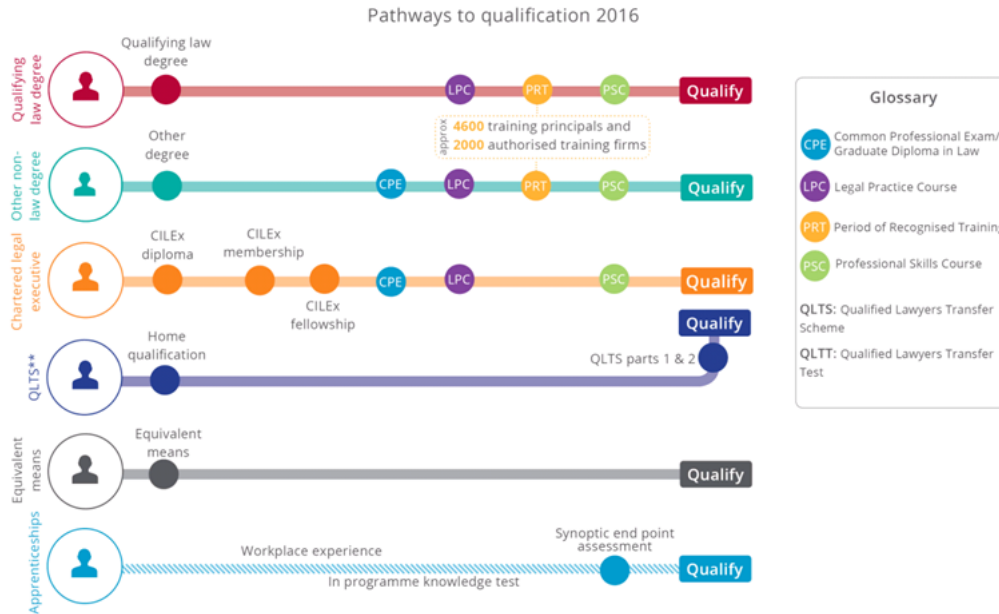 Pathways to qualification 2016
Qualifying
law degree
Qualifying law
degree
LPC
PRT
PSC
Qualify
approx
4600 training principals and
2000 authorised training firms
Other non-
law degree
Other
degree
CPE
LPC
PRT
PSC
Qualify
Chartered legal
executive
CILEx
diploma
CILEx
membership
CILEx
fellowship
CPE
LPC
PSC
Qualify
QLTS**
Home
qualification
QLTS parts 1 & 2
Qualify
Equivalent
means
Equivalent
means
Qualify
Apprenticeships
Workplace experience
In programme knowledge test
Synoptic end point
assessment
Qualify
Glossary
CPE
Common Professional Exam/
Graduate Diploma in Law
LPC
Legal Practice Course
PRT
Period of Recognised Training
PSC
Professional Skills Course
QLTS: Qualified Lawyers Transfer
Scheme
QLTT: Qualified Lawyers Transfer
Test